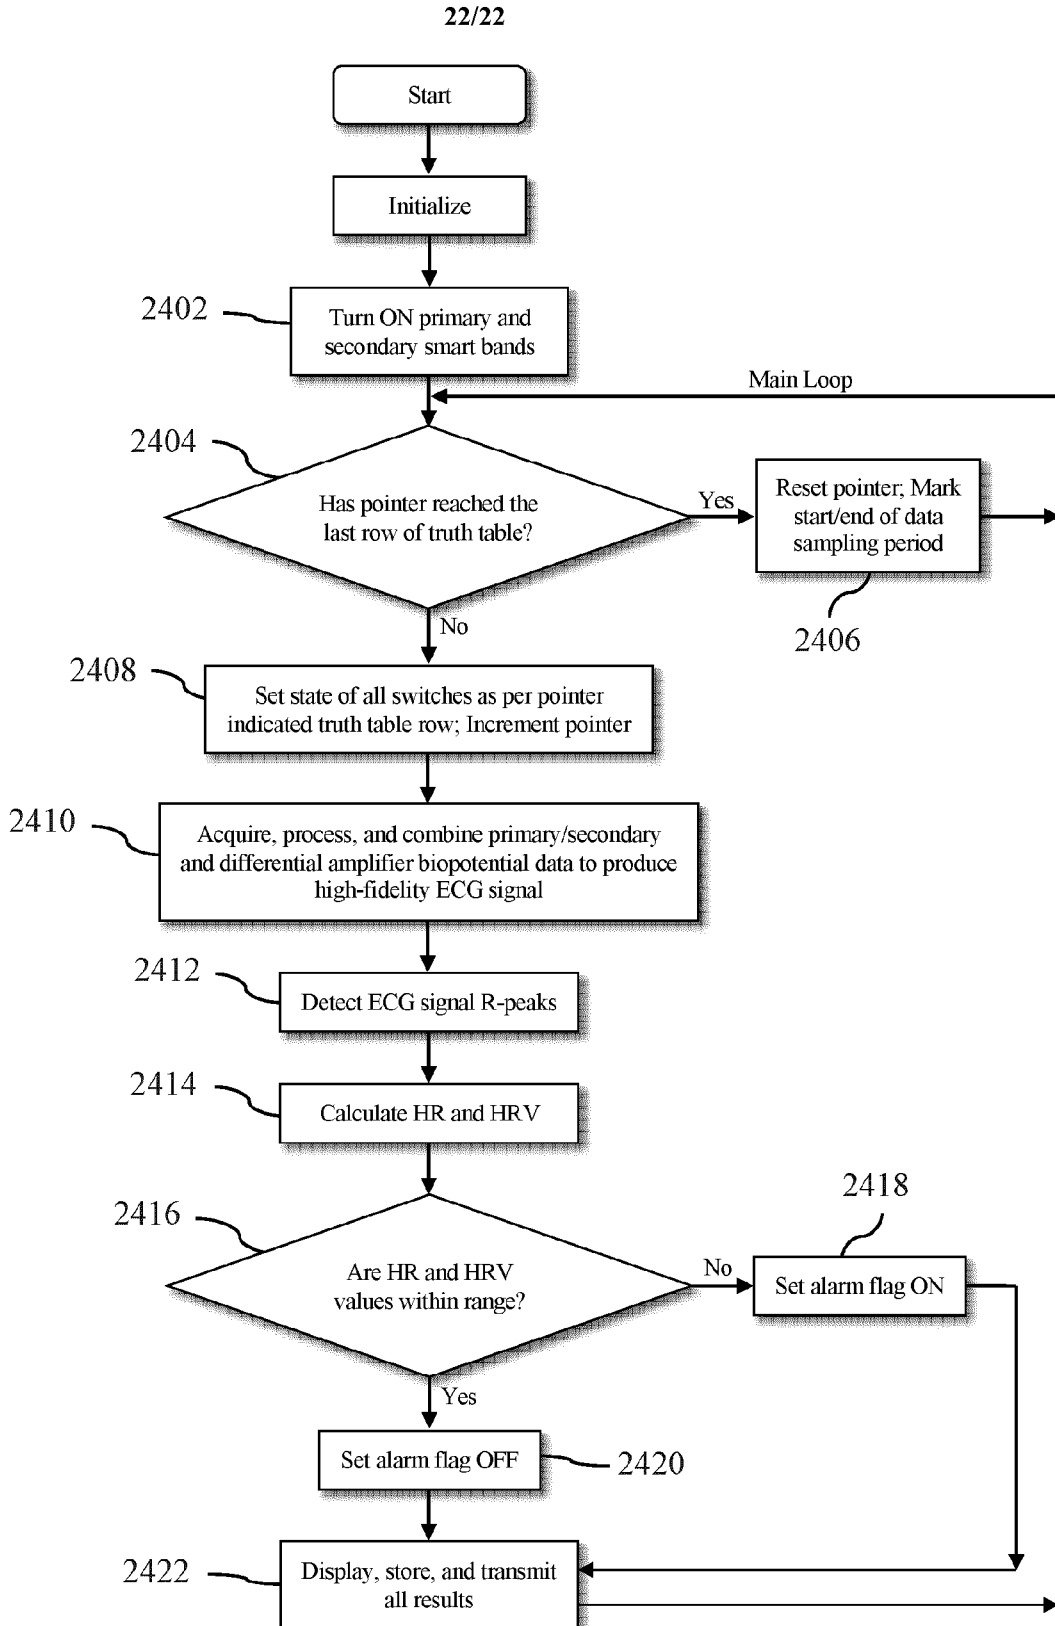 22/22
Start
Initialize
2402
Turn ON primary and
secondary smart bands
Main Loop
2404
Has pointer reached the
last row of truth table?
Yes
Reset pointer; Mark
start/end of data
sampling period
2406
No
2408
Set state of all switches as per pointer
indicated truth table row; Increment pointer
2410
Acquire, process, and combine primary/secondary
and differential amplifier biopotential data to produce
high-fidelity ECG signal
2412
Detect ECG signal R-peaks
2414
Calculate HR and HRV
2416
Are HR and HRV
values within range?
No
2418
Set alarm flag ON
Yes
Set alarm flag OFF
2420
2422
Display, store, and transmit
all results